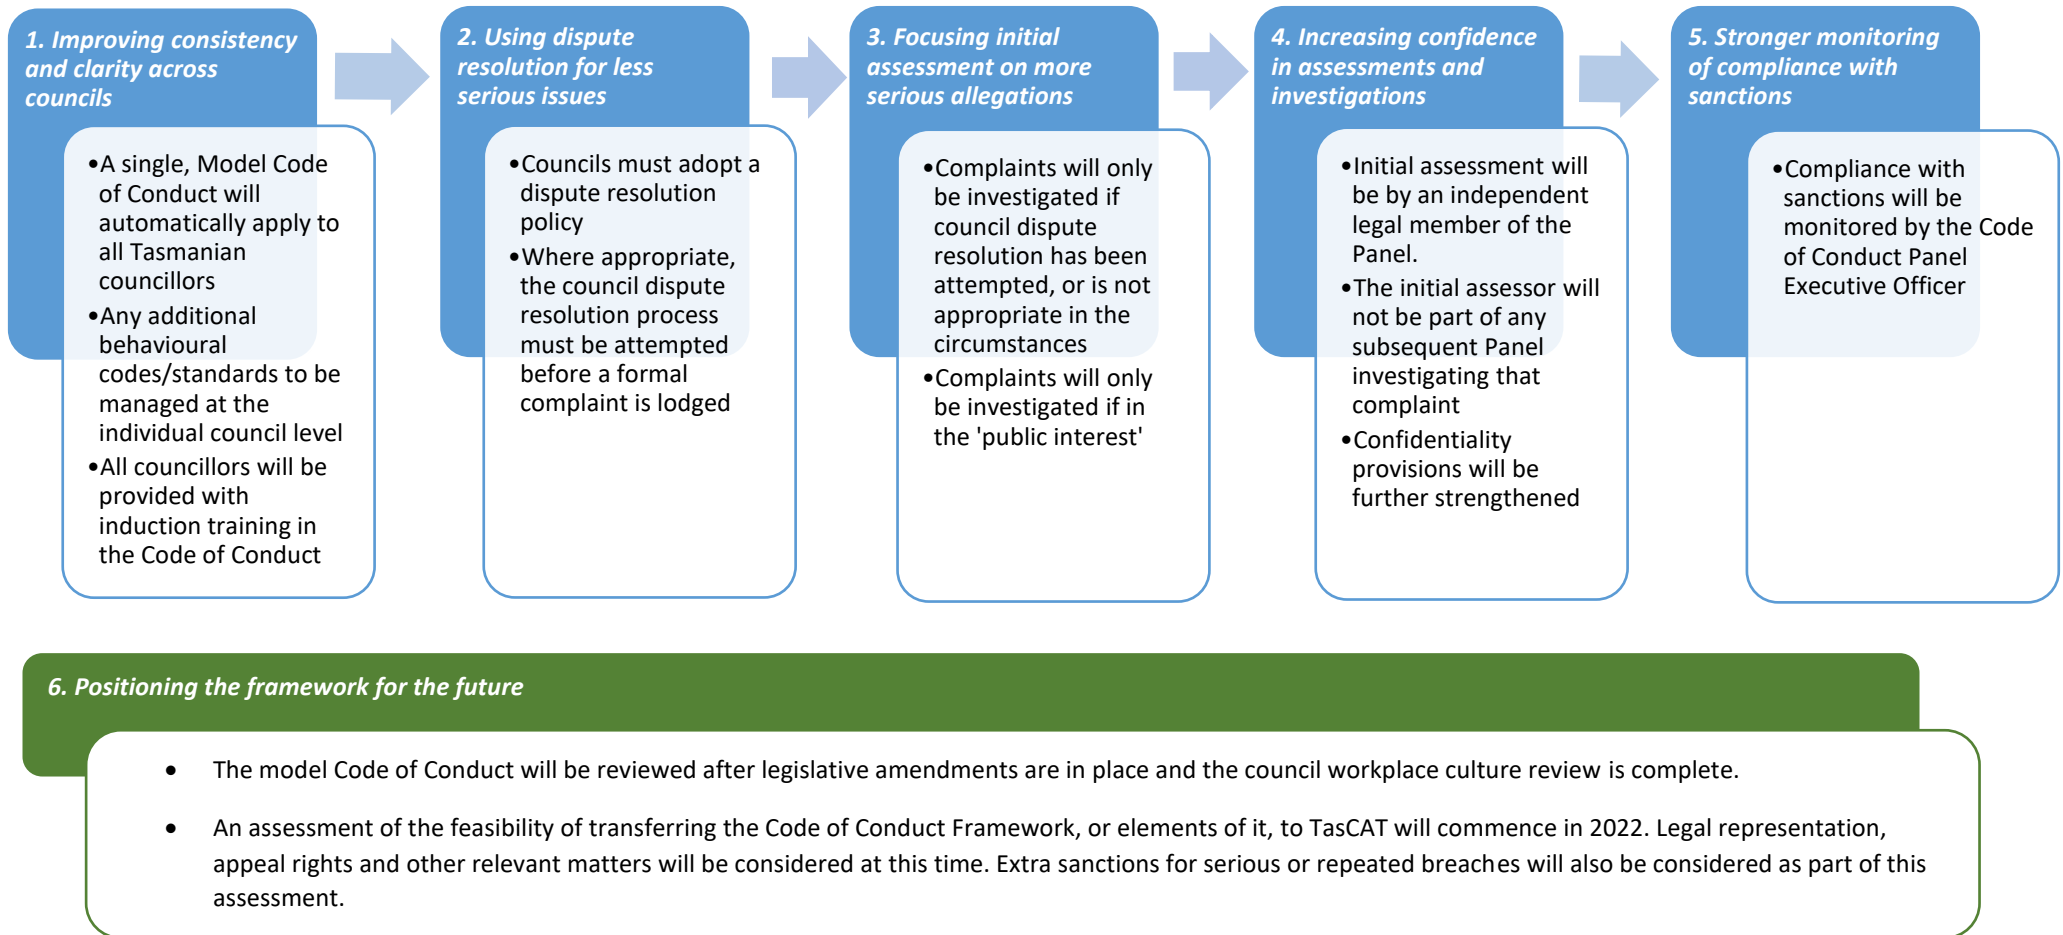 1. Improving consistency
and clarity across
councils
•A single, Model Code
of Conduct will
automatically apply to
all Tasmanian
councillors
•Any additional
behavioural
codes/standards to be
managed at the
individual council level
•All councillors will be
provided with
induction training in
the Code of Conduct
2. Using dispute
resolution for less
serious issues
•Councils must adopt a
dispute resolution
policy
•Where appropriate,
the council dispute
resolution process
must be attempted
before a formal
complaint is lodged
3. Focusing initial
assessment on more
serious allegations
•Complaints will only
be investigated if
council dispute
resolution has been
attempted, or is not
appropriate in the
circumstances
•Complaints will only
be investigated if in
the 'public interest'
4. Increasing confidence
in assessments and
investigations
•Initial assessment will
be by an independent
legal member of the
Panel.
•The initial assessor will
not be part of any
subsequent Panel
investigating that
complaint
•Confidentiality
provisions will be
further strengthened
5. Stronger monitoring
of compliance with
sanctions
•Compliance with
sanctions will be
monitored by the Code
of Conduct Panel
Executive Officer
6. Positioning the framework for the future
• The model Code of Conduct will be reviewed after legislative amendments are in place and the council workplace culture review is complete.
• An assessment of the feasibility of transferring the Code of Conduct Framework, or elements of it, to TasCAT will commence in 2022. Legal representation,
appeal rights and other relevant matters will be considered at this time. Extra sanctions for serious or repeated breaches will also be considered as part of this
assessment.